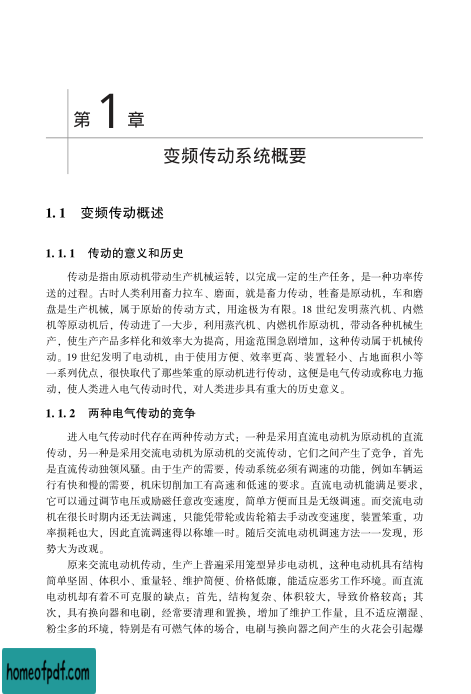 第 1 章
变频传动系统概要
1. 1 变频传动概述
1. 1. 1 传动的意义和历史
传动是指由原动机带动生产机械运转，以完成一定的生产任务，是一种功率传
送的过程。古时人类利用畜力拉车、磨面，就是畜力传动，牲畜是原动机，车和磨
盘是生产机械，属于原始的传动方式，用途极为有限。18 世纪发明蒸汽机、内燃
机等原动机后，传动进了一大步，利用蒸汽机、内燃机作原动机，带动各种机械生
产，使生产产品多样化和效率大为提高，用途范围急剧增加，这种传动属于机械传
动。19 世纪发明了电动机，由于使用方便、效率更高、装置轻小、占地面积小等
一系列优点，很快取代了那些笨重的原动机进行传动，这便是电气传动或称电力拖
动，使人类进入电气传动时代，对人类进步具有重大的历史意义。
1. 1. 2 两种电气传动的竞争
进入电气传动时代存在两种传动方式：一种是采用直流电动机为原动机的直流
传动，另一种是采用交流电动机为原动机的交流传动，它们之间产生了竞争，首先
是直流传动独领风骚。由于生产的需要，传动系统必须有调速的功能，例如车辆运
行有快和慢的需要，机床切削加工有高速和低速的要求。直流电动机能满足要求，
它可以通过调节电压或励磁任意改变速度，简单方便而且是无级调速。而交流电动
机在很长时期内还无法调速，只能凭带轮或齿轮箱去手动改变速度，装置笨重，功
率损耗也大，因此直流调速得以称雄一时。随后交流电动机调速方法一一发现，形
势大为改观。
原来交流电动机传动，生产上普遍采用笼型异步电动机，这种电动机具有结构
简单坚固、体积小、重量轻、维护简便、价格低廉，能适应恶劣工作环境。而直流
电动机却有着不可克服的缺点：首先，结构复杂、体积较大，导致价格较高；其
次，具有换向器和电刷，经常要清理和置换，增加了维护工作量，且不适应潮湿、
粉尘多的环境，特别是有可燃气体的场合，电刷与换向器之间产生的火花会引起爆
homeofpdf.com